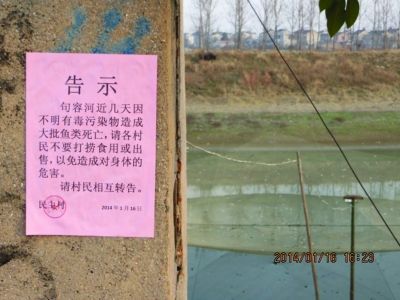 告示
句容河近几天因
不明有毒污染物造成
大批鱼类死亡，请各村
民不要打捞食用或出
售，以免造成对身体的
危害。
请村民相互转告。
民主村
2014年1月16日
2014/01/16 16:23